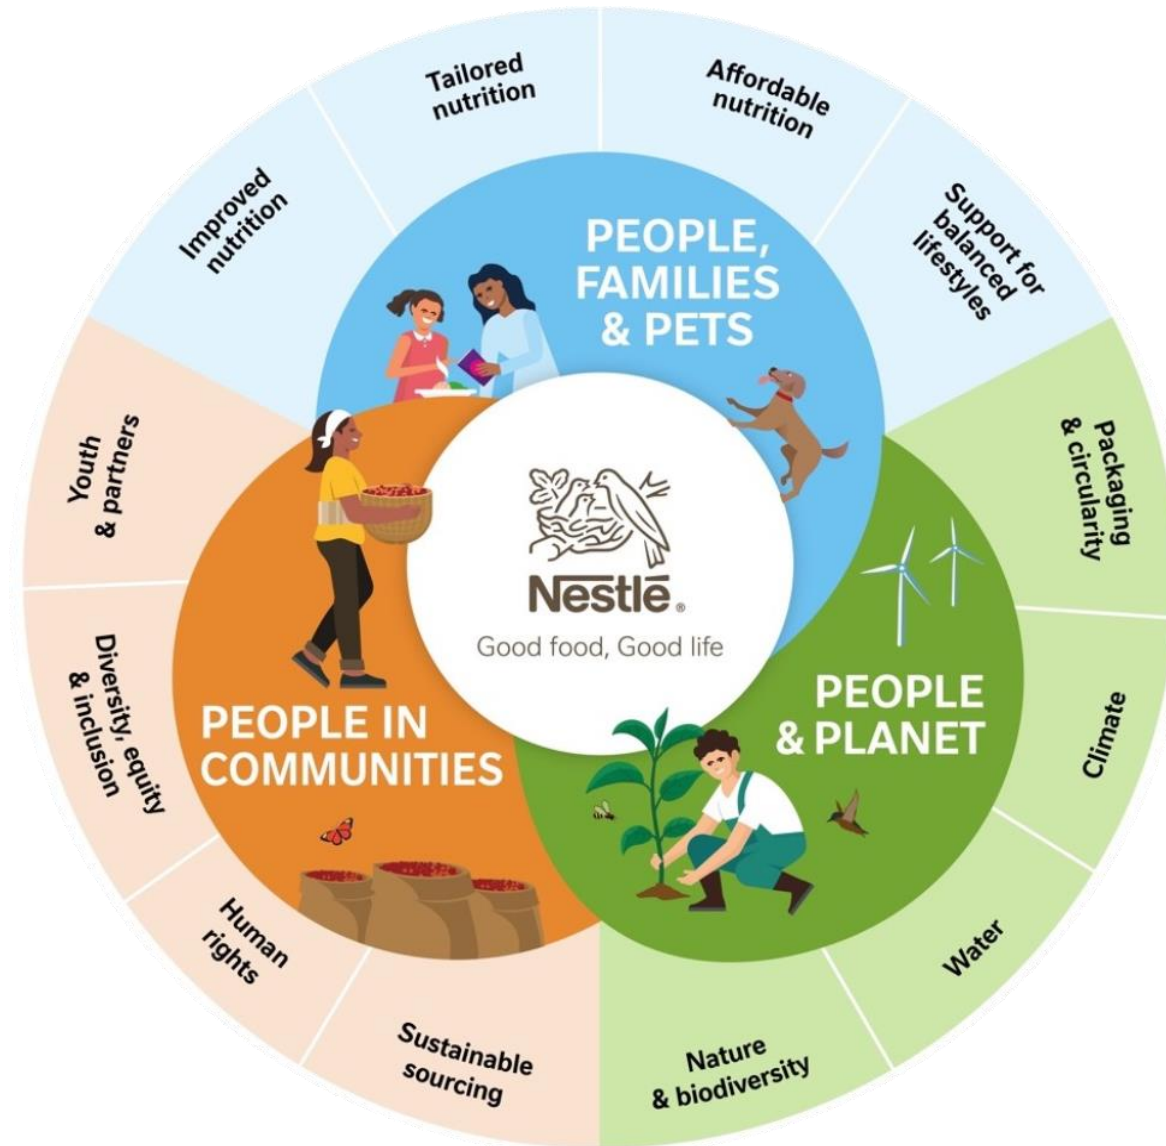 Tailored
nutrition
Affordable
nutrition
Improved
nutrition
Support for
balanced
lifestyles
PEOPLE,
FAMILIES
& PETS
Youth
& partners
Packaging
& circularity
Nestlé®
Good food, Good life
Diversity, equity
& inclusion
PEOPLE IN
COMMUNITIES
PEOPLE
& PLANET
Climate
Human
rights
Water
Sustainable
sourcing
Nature
& biodiversity